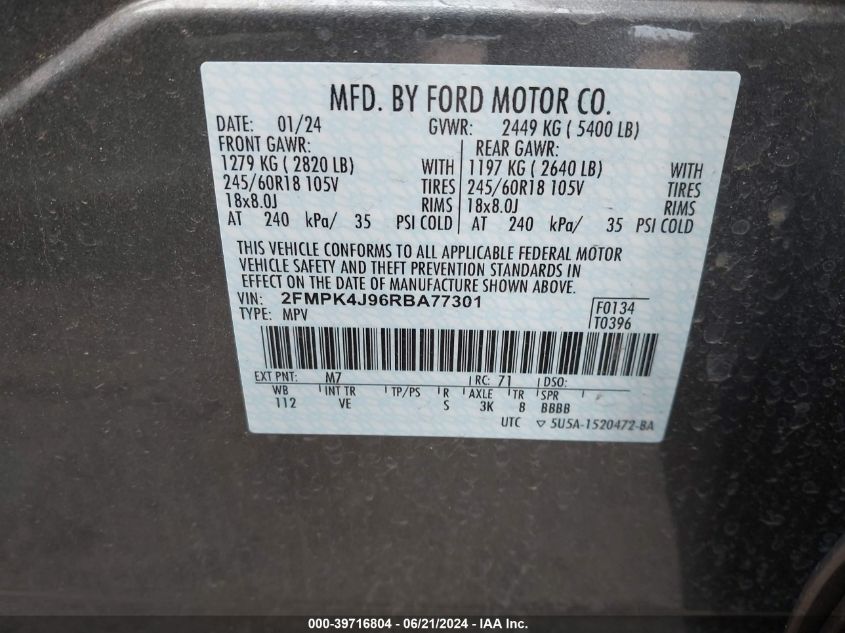 MFD. BY FORD MOTOR CO.
DATE: 01/24 GVWR: 2449 KG ( 5400 LB)
FRONT GAWR: REAR GAWR:
1279 KG ( 2820 LB) WITH 1197 KG ( 2640 LB) WITH
245/60R18 105V TIRES 245/60R18 105V TIRES
18x8.0J RIMS 18x8.0J RIMS
AT 240 kPa/ 35 PSI COLD AT 240 kPa/ 35 PSI COLD
THIS VEHICLE CONFORMS TO ALL APPLICABLE FEDERAL MOTOR
VEHICLE SAFETY AND THEFT PREVENTION STANDARDS IN
EFFECT ON THE DATE OF MANUFACTURE SHOWN ABOVE.
VIN: 2FMPK4J96RBA77301 F0134
TYPE: MPV T0396
EXT PNT: M7 RC: 71 DSO:
WB INT TR TP/PS R AXLE TR SPR
112 VE S 3K B BBBB
UTC ▽ 5U5A-1520472-BA
000-39716804 - 06/21/2024 - IAA, Inc.